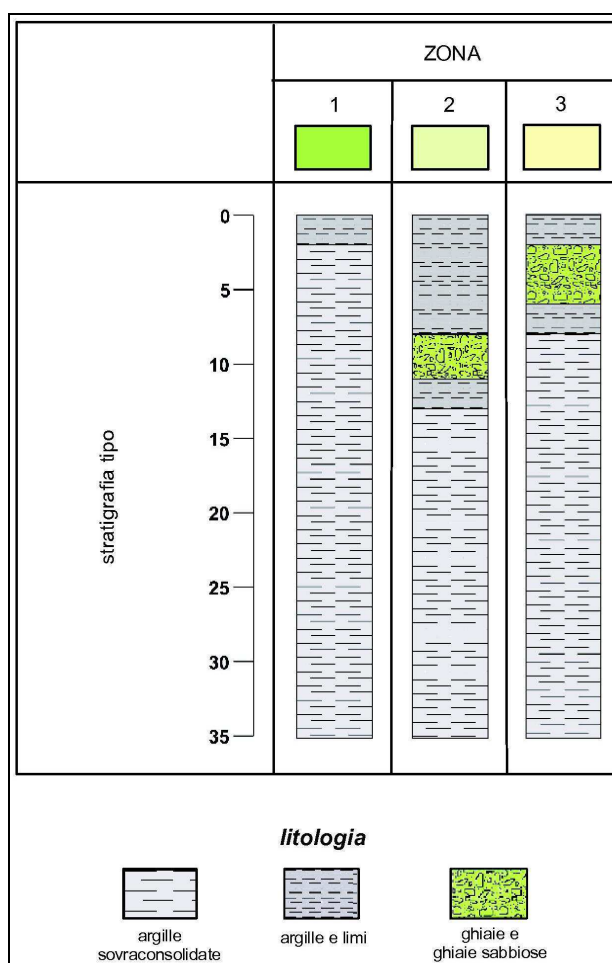 ZONA
1 2 3
stratigrafia tipo
0
5
10
15
20
25
30
35
litologia
argille
sovraconsolidate
argille e limi
ghiaie e
ghiaie sabbiose